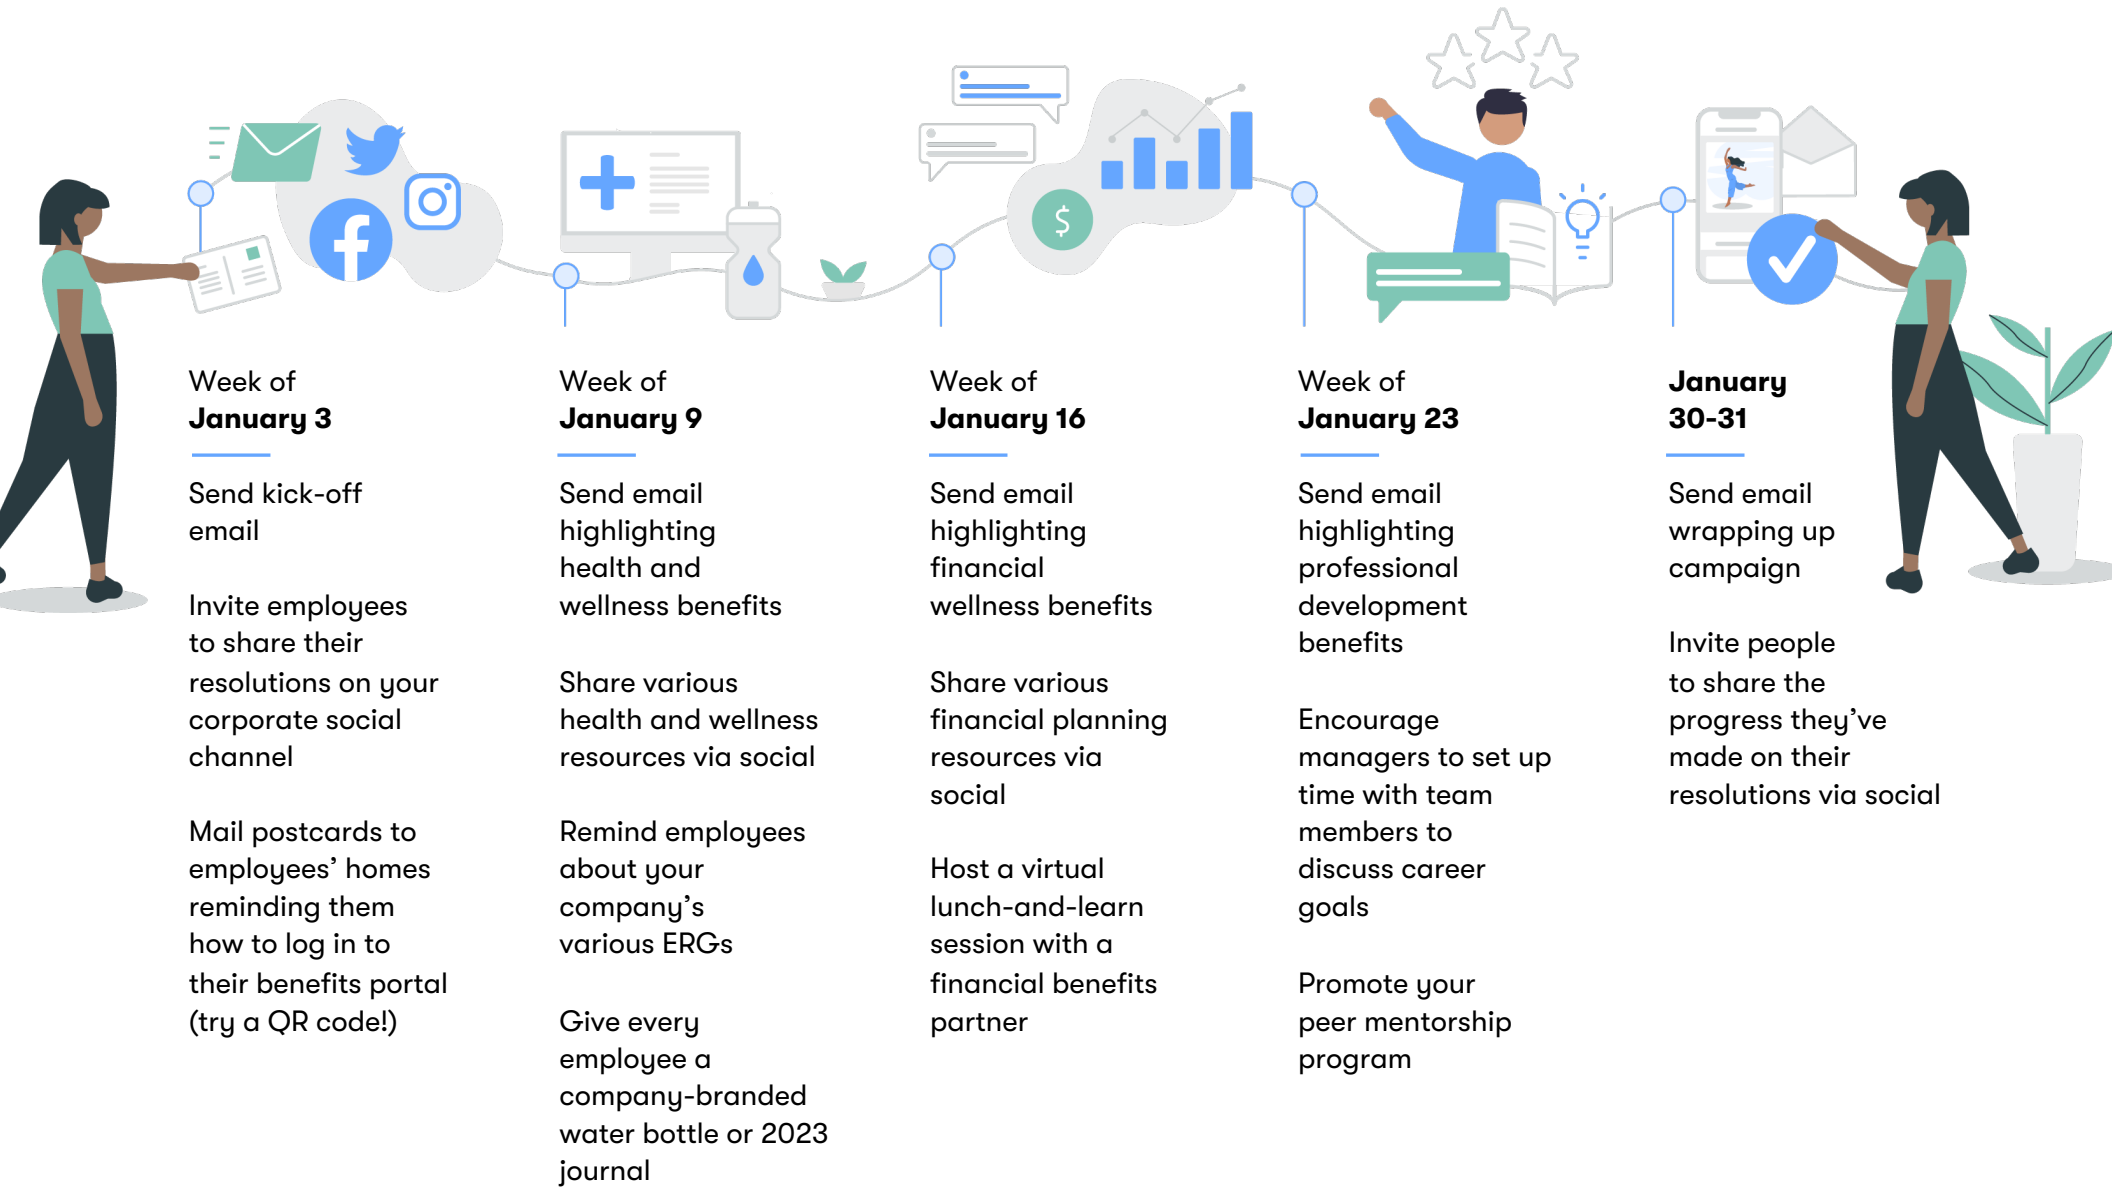 Week of
January 3
Send kick-off
email
Invite employees
to share their
resolutions on your
corporate social
channel
Mail postcards to
employees’ homes
reminding them
how to log in to
their benefits portal
(try a QR code!)
Week of
January 9
Send email
highlighting
health and
wellness benefits
Share various
health and wellness
resources via social
Remind employees
about your
company’s
various ERGs
Give every
employee a
company-branded
water bottle or 2023
journal
Week of
January 16
Send email
highlighting
financial
wellness benefits
Share various
financial planning
resources via
social
Host a virtual
lunch-and-learn
session with a
financial benefits
partner
Week of
January 23
Send email
highlighting
professional
development
benefits
Encourage
managers to set up
time with team
members to
discuss career
goals
Promote your
peer mentorship
program
January
30-31
Send email
wrapping up
campaign
Invite people
to share the
progress they’ve
made on their
resolutions via social